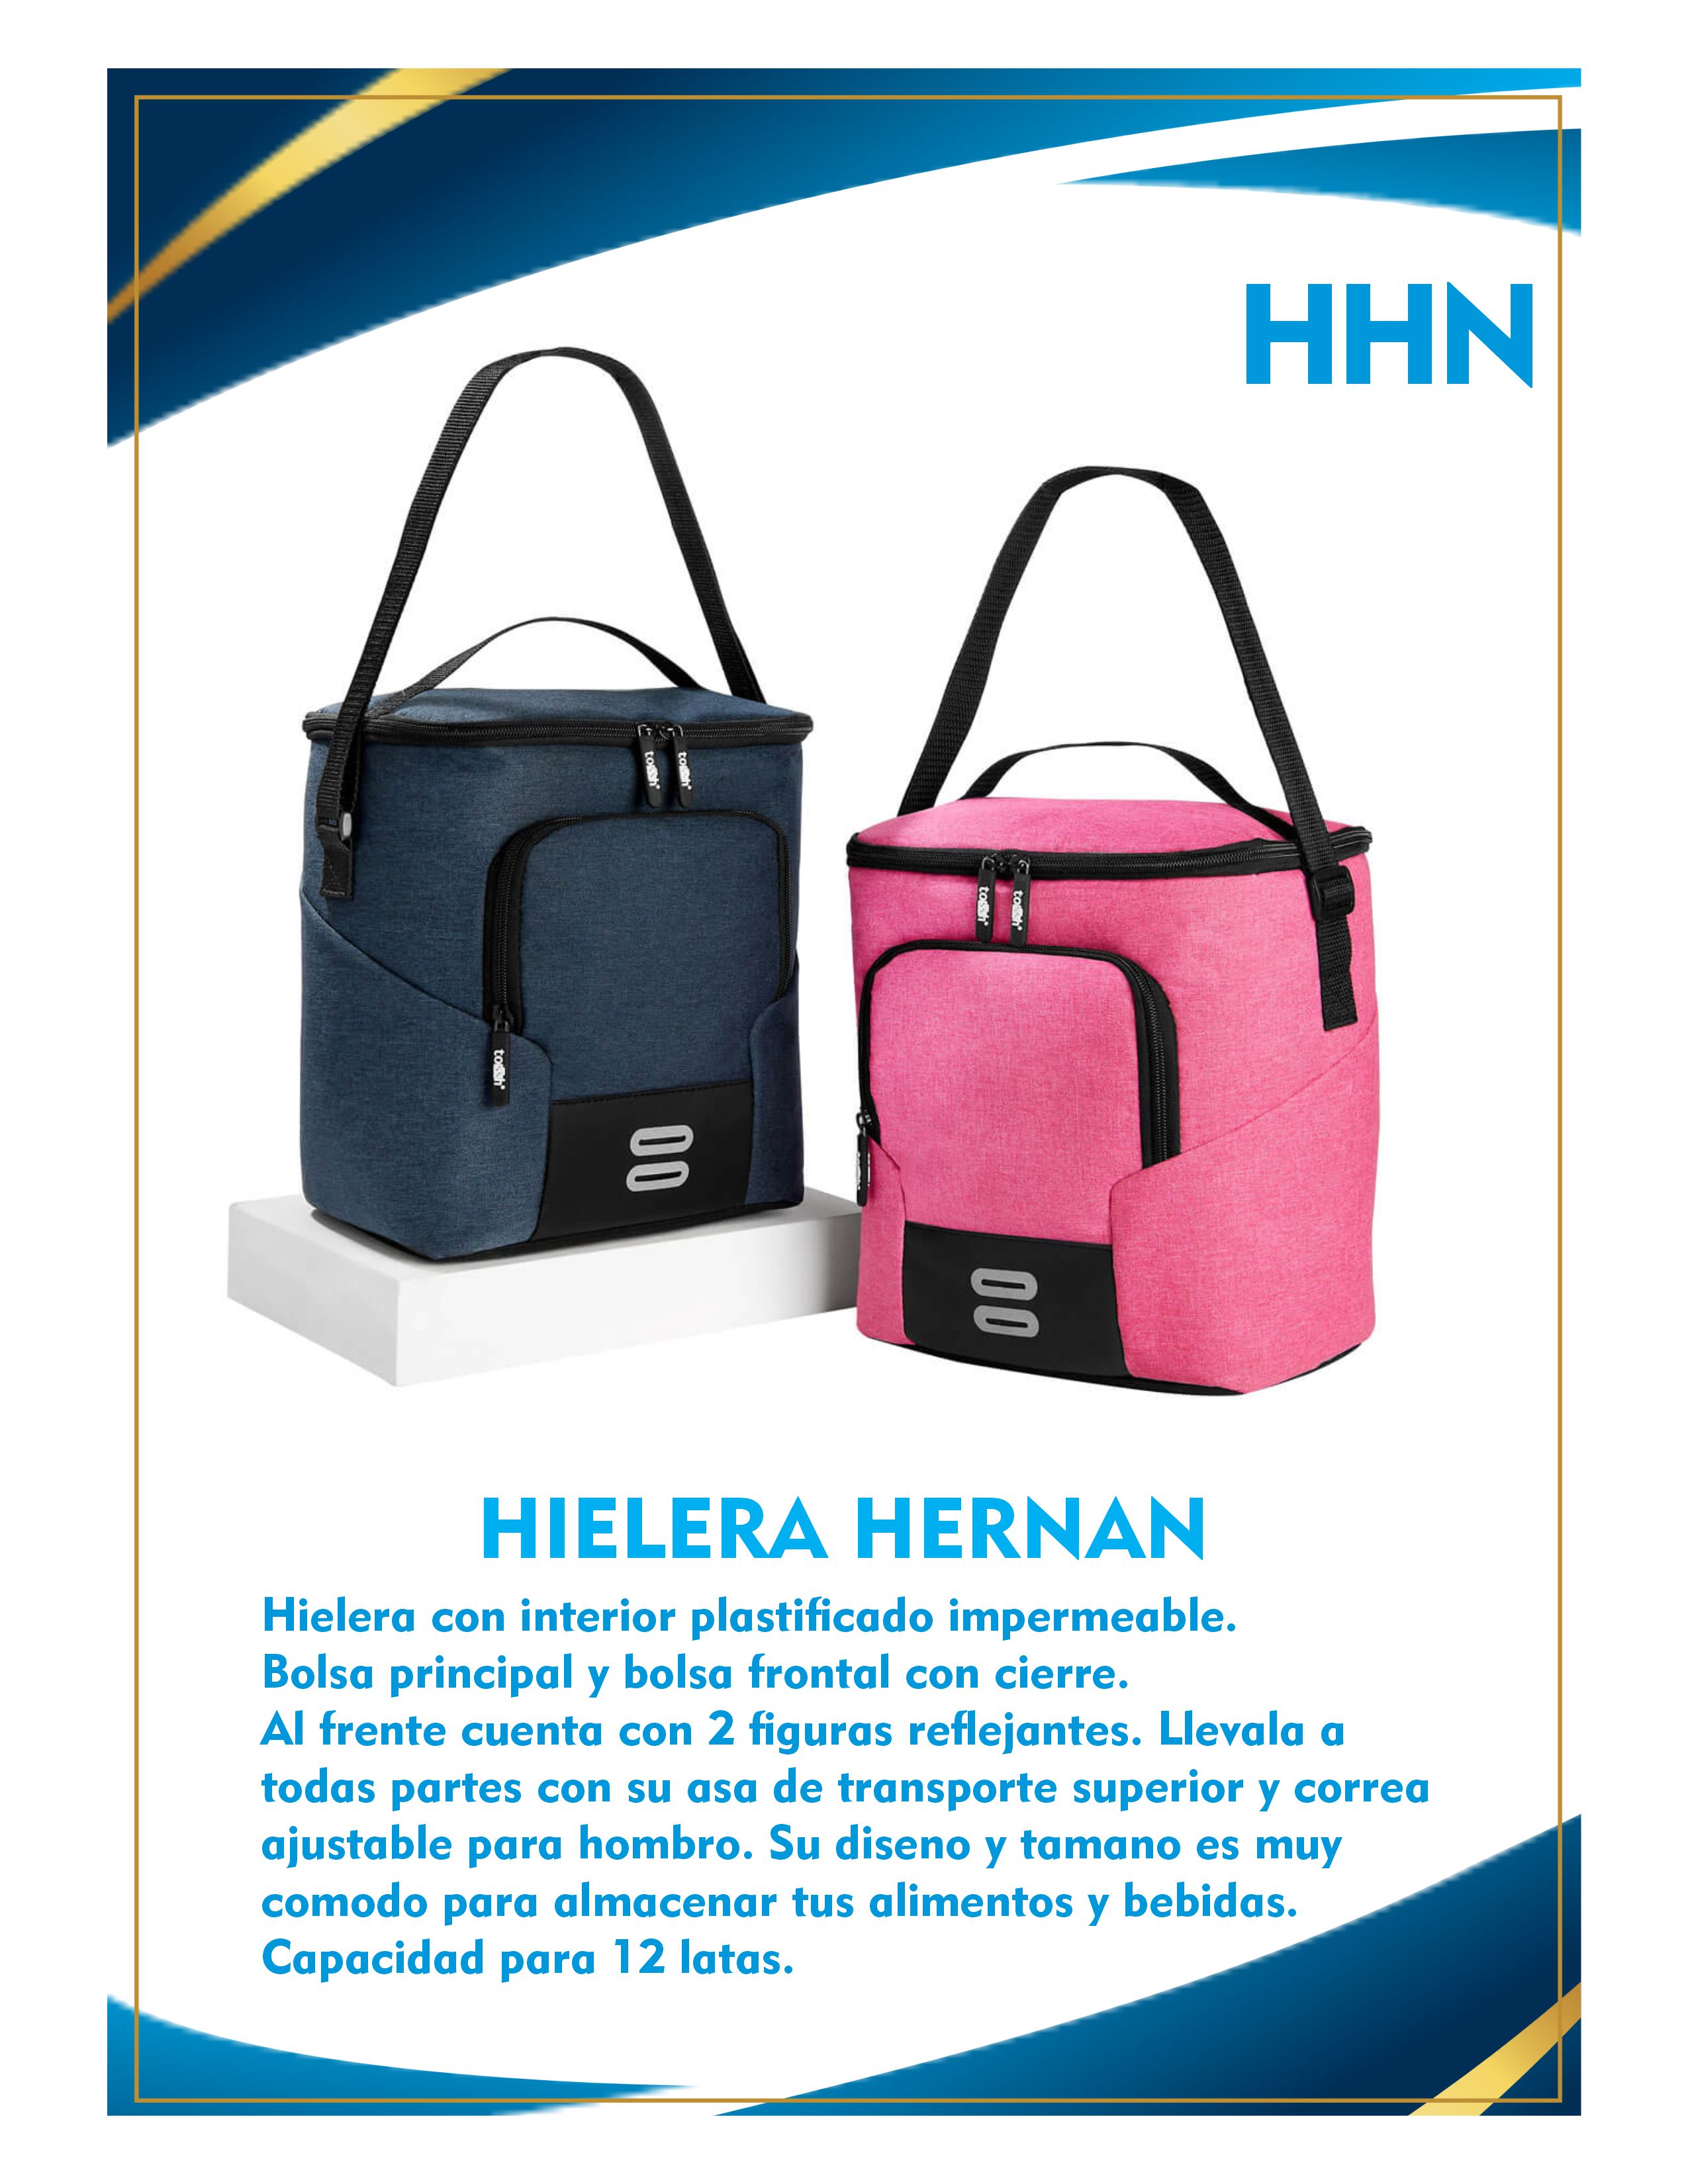 HHN
HIELERA HERNAN
Hielera con interior plastificado impermeable.
Bolsa principal y bolsa frontal con cierre.
Al frente cuenta con 2 figuras reflejantes. Llevala a
todas partes con su asa de transporte superior y correa
ajustable para hombro. Su diseno y tamano es muy
comodo para almacenar tus alimentos y bebidas.
Capacidad para 12 latas.